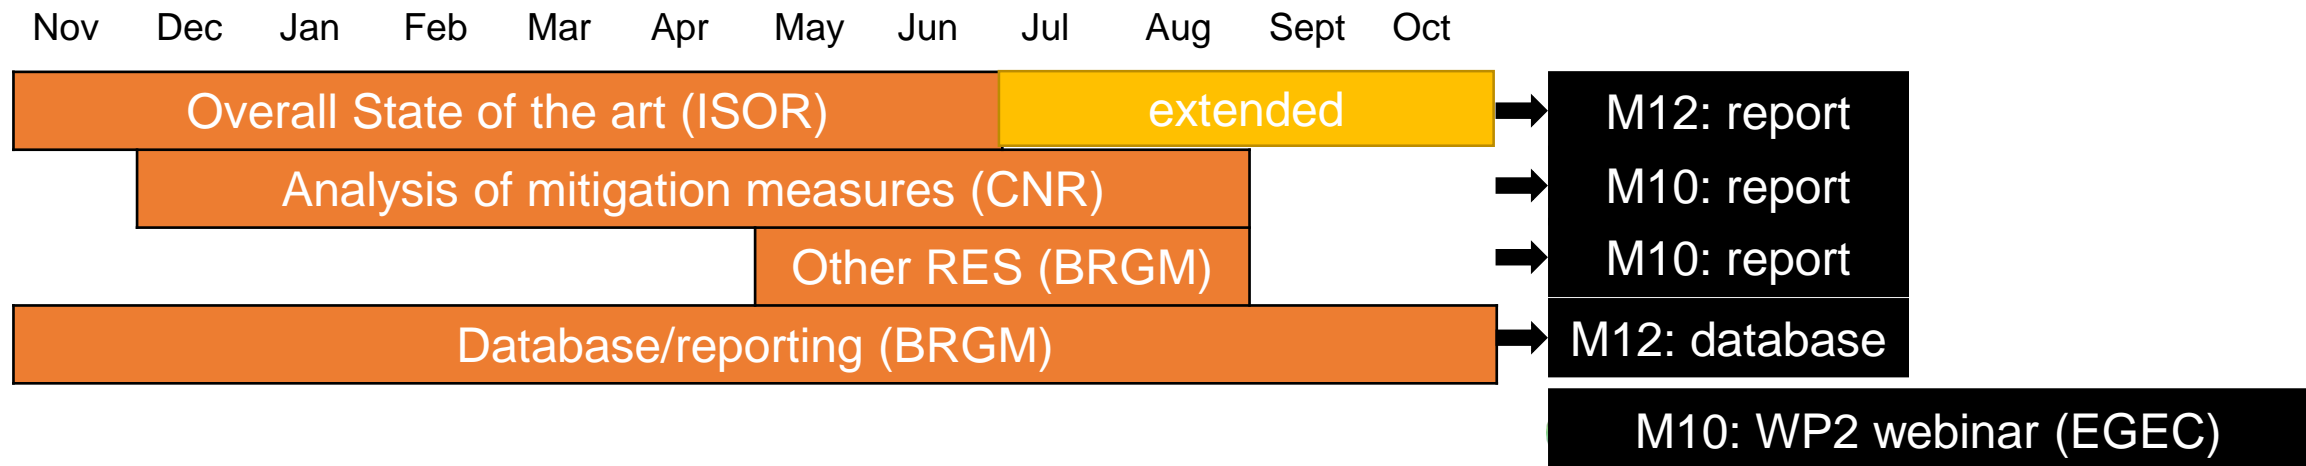 Nov Dec Jan Feb Mar Apr May Jun Jul Aug Sept Oct
Overall State of the art (ISOR) extended M12: report
Analysis of mitigation measures (CNR) M10: report
Other RES (BRGM) M10: report
Database/reporting (BRGM) M12: database
M10: WP2 webinar (EGEC)